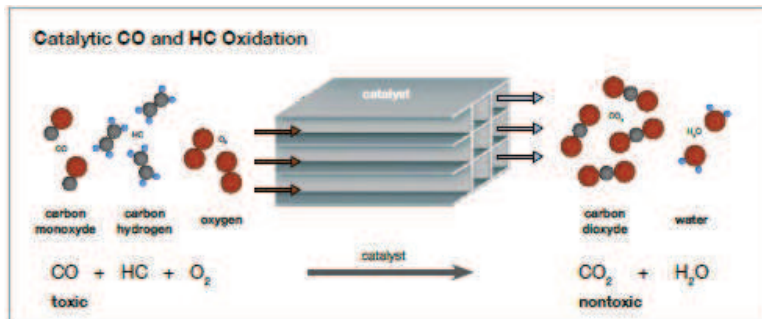 Catalytic CO and HC Oxidation
catalyst
CO
HC
O₂
CO₂
H₂O
carbon monoxyde
carbon hydrogen
oxygen
carbon dioxyde
water
catalyst
CO + HC + O₂
CO₂ + H₂O
toxic
nontoxic